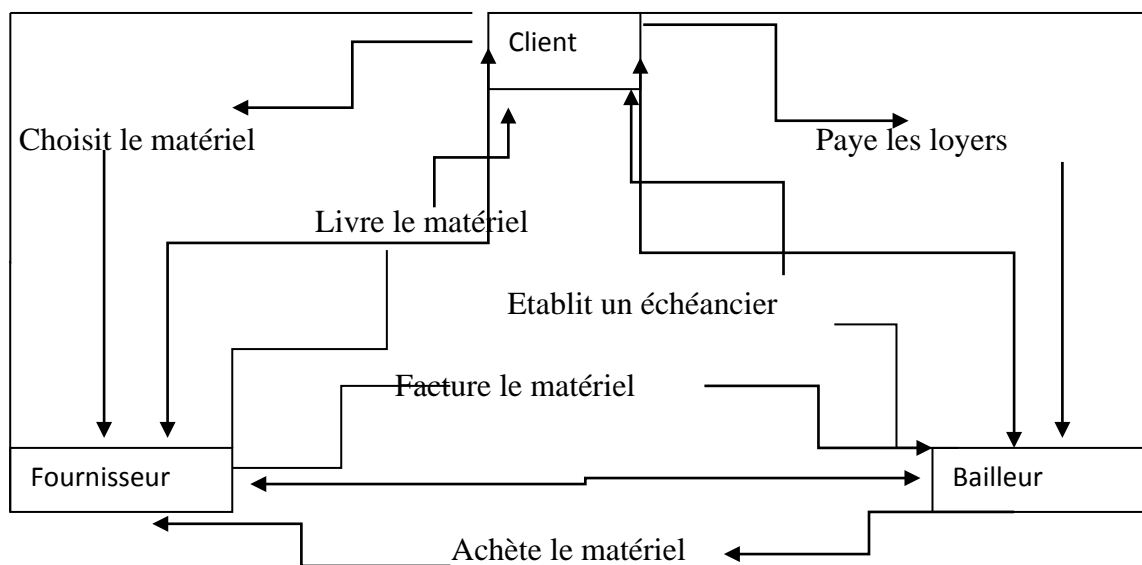 Client
Choisit le matériel
Paye les loyers
Livre le matériel
Etablit un échéancier
Facture le matériel
Fournisseur
Bailleur
Achète le matériel